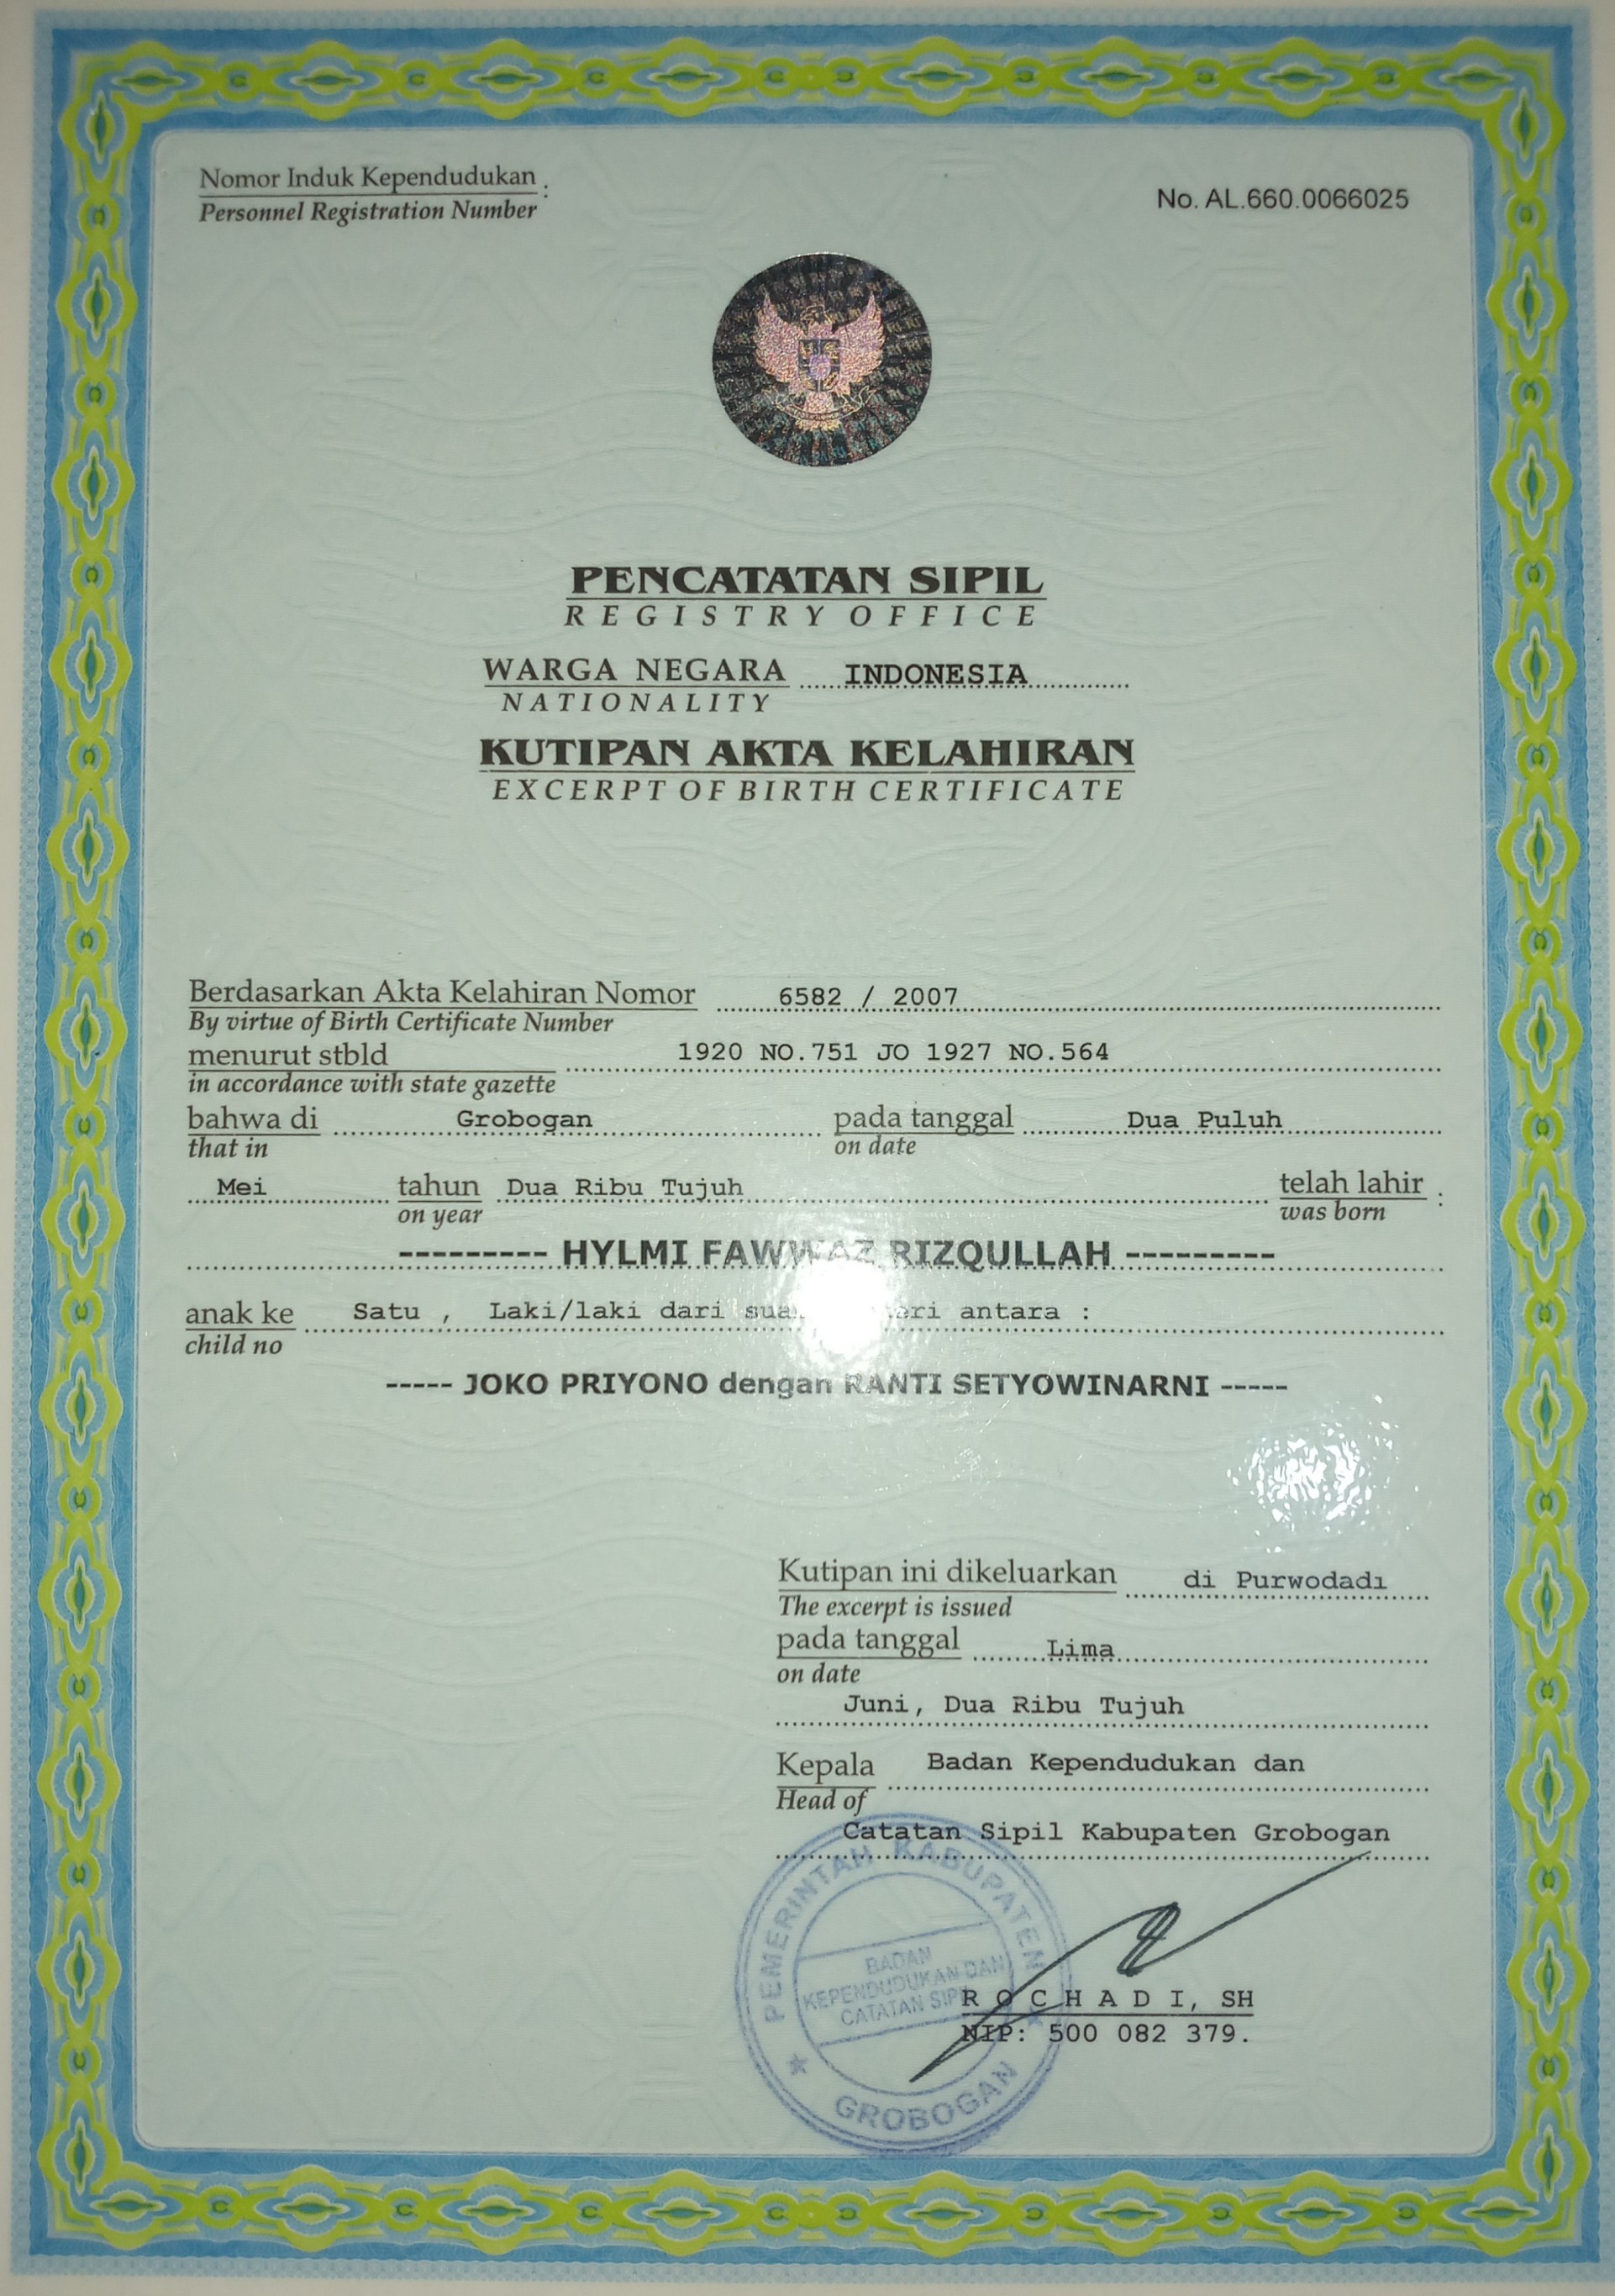 Nomor Induk Kependudukan :
Personnel Registration Number
No. AL.660.0066025
PENCATATAN SIPIL
REGISTRY OFFICE
WARGA NEGARA INDONESIA
NATIONALITY
KUTIPAN AKTA KELAHIRAN
EXCERPT OF BIRTH CERTIFICATE
Berdasarkan Akta Kelahiran Nomor 6582 / 2007
By virtue of Birth Certificate Number
menurut stbld 1920 NO.751 JO 1927 NO.564
in accordance with state gazette
bahwa di Grobogan pada tanggal Dua Puluh
that in on date
Mei tahun Dua Ribu Tujuh telah lahir :
on year was born
--------- HYLMI FAWWAZ RIZQULLAH ---------
anak ke Satu , Laki/laki dari antara :
child no
----- JOKO PRIYONO dengan RANTI SETYOWINARNI -----
Kutipan ini dikeluarkan di Purwodadi
The excerpt is issued
pada tanggal Lima
on date
Juni, Dua Ribu Tujuh
Kepala Badan Kependudukan dan
Head of
Catatan Sipil Kabupaten Grobogan
PEMERINTAH KABUPATEN
BADAN
KEPENDUDUKAN DAN
CATATAN SIPIL
GROBOGAN
ROCHADI, SH
NIP: 500 082 379.